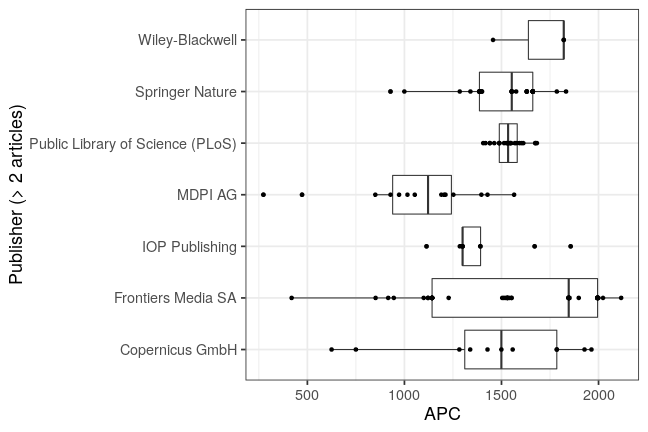 Publisher (> 2 articles)
Wiley-Blackwell
Springer Nature
Public Library of Science (PLoS)
MDPI AG
IOP Publishing
Frontiers Media SA
Copernicus GmbH
500 1000 1500 2000
APC